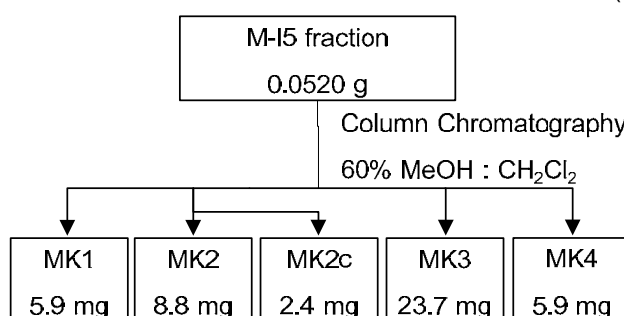 M-I5 fraction
0.0520 g
Column Chromatography
60% MeOH : CH₂Cl₂
MK1 MK2 MK2c MK3 MK4
5.9 mg 8.8 mg 2.4 mg 23.7 mg 5.9 mg